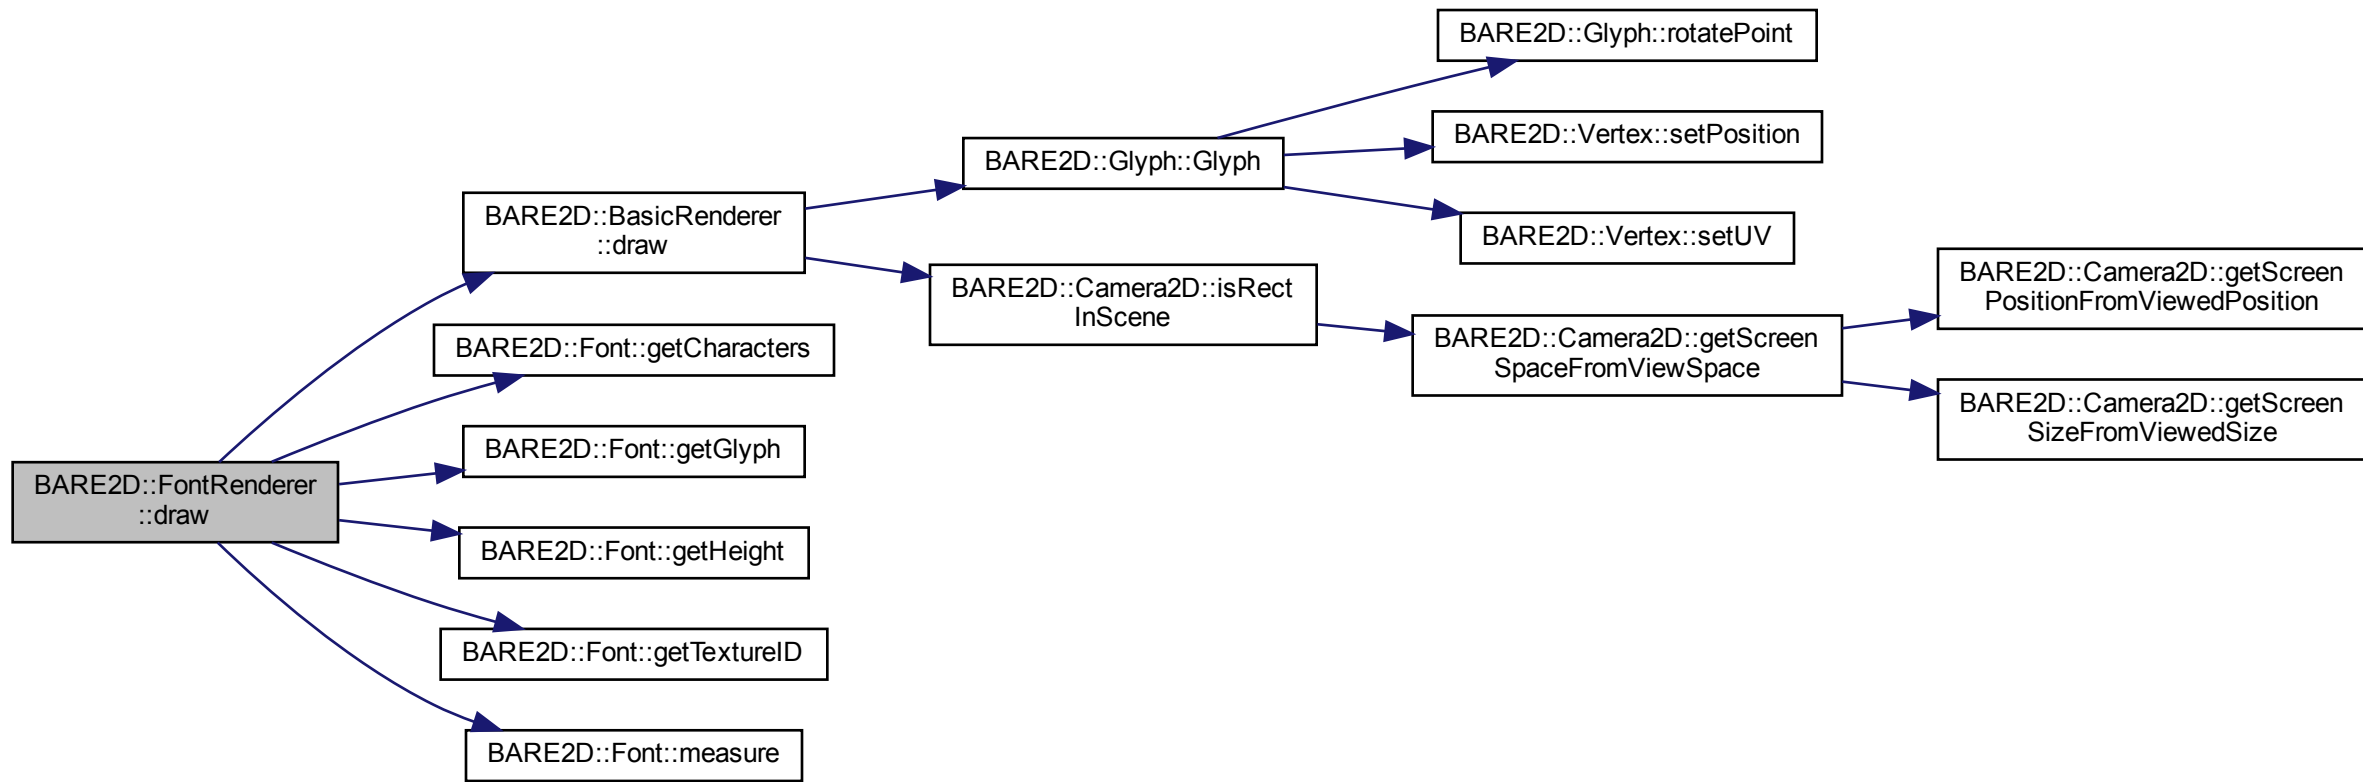 BARE2D::FontRenderer
::draw
BARE2D::BasicRenderer
::draw
BARE2D::Font::getCharacters
BARE2D::Font::getGlyph
BARE2D::Font::getHeight
BARE2D::Font::getTextureID
BARE2D::Font::measure
BARE2D::Glyph::Glyph
BARE2D::Camera2D::isRect
InScene
BARE2D::Glyph::rotatePoint
BARE2D::Vertex::setPosition
BARE2D::Vertex::setUV
BARE2D::Camera2D::getScreen
SpaceFromViewSpace
BARE2D::Camera2D::getScreen
PositionFromViewedPosition
BARE2D::Camera2D::getScreen
SizeFromViewedSize